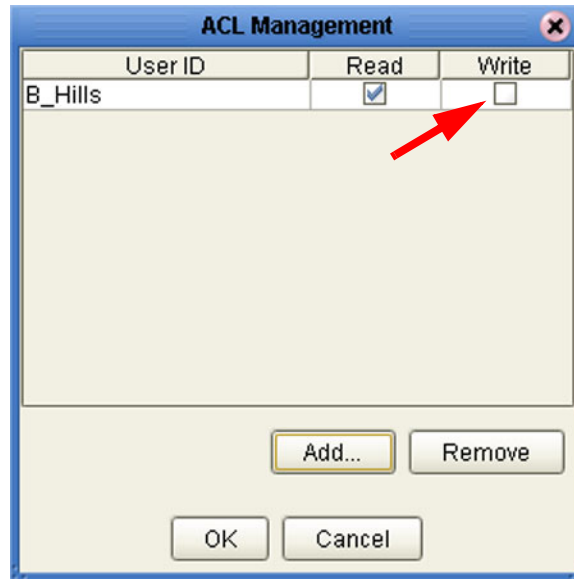 ACL Management
User ID Read Write
B_Hills
Add... Remove
OK Cancel